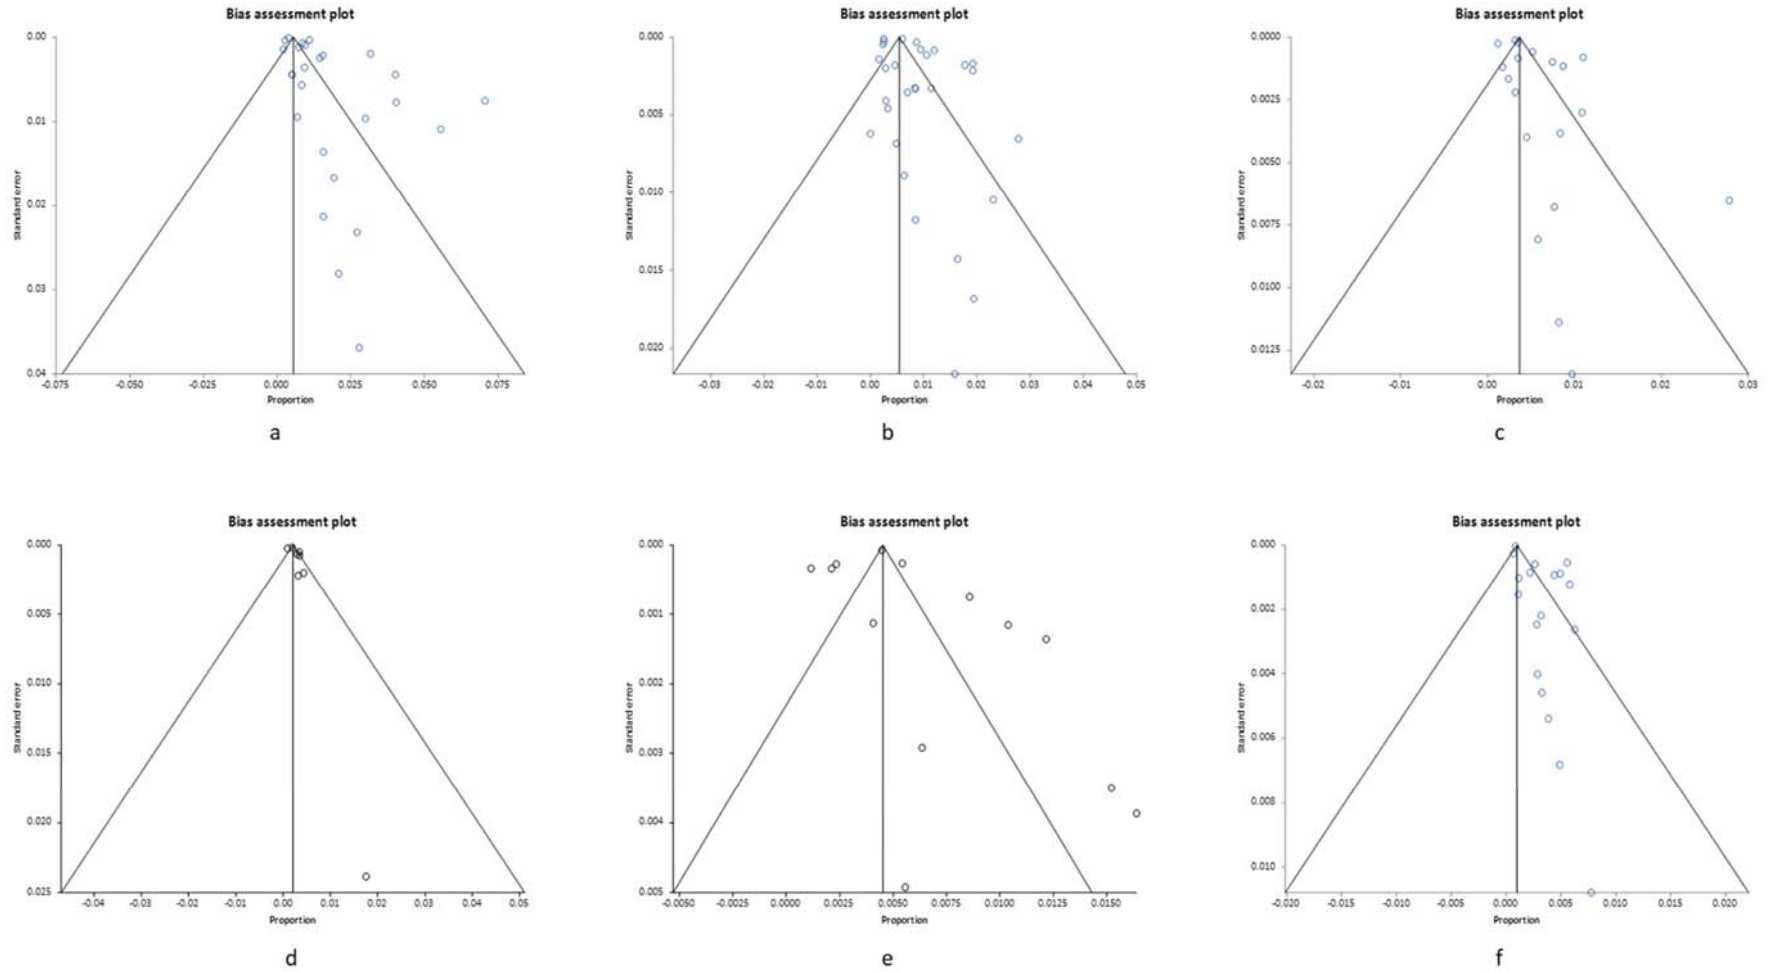 Bias assessment plot
0.00
0.01
0.02
0.03
0.04
Standard error
-0.075 -0.050 -0.025 0.000 0.025 0.050 0.075
Proportion
a
Bias assessment plot
0.000
0.005
0.010
0.015
0.020
Standard error
-0.03 -0.02 -0.01 0.00 0.01 0.02 0.03 0.04 0.05
Proportion
b
Bias assessment plot
0.0000
0.0025
0.0050
0.0075
0.0100
0.0125
Standard error
-0.02 -0.01 0.00 0.01 0.02 0.03
Proportion
c
Bias assessment plot
0.000
0.005
0.010
0.015
0.020
0.025
Standard error
-0.04 -0.03 -0.01 -0.01 0.00 0.01 0.02 0.03 0.04 0.05
Proportion
d
Bias assessment plot
0.000
0.001
0.002
0.003
0.004
0.005
Standard error
-0.0050 -0.0025 0.0000 0.0025 0.0050 0.0075 0.0100 0.0125 0.0150
Proportion
e
Bias assessment plot
0.000
0.002
0.004
0.006
0.008
0.010
Standard error
-0.020 -0.015 -0.010 -0.005 0.000 0.005 0.010 0.015 0.020
Proportion
f